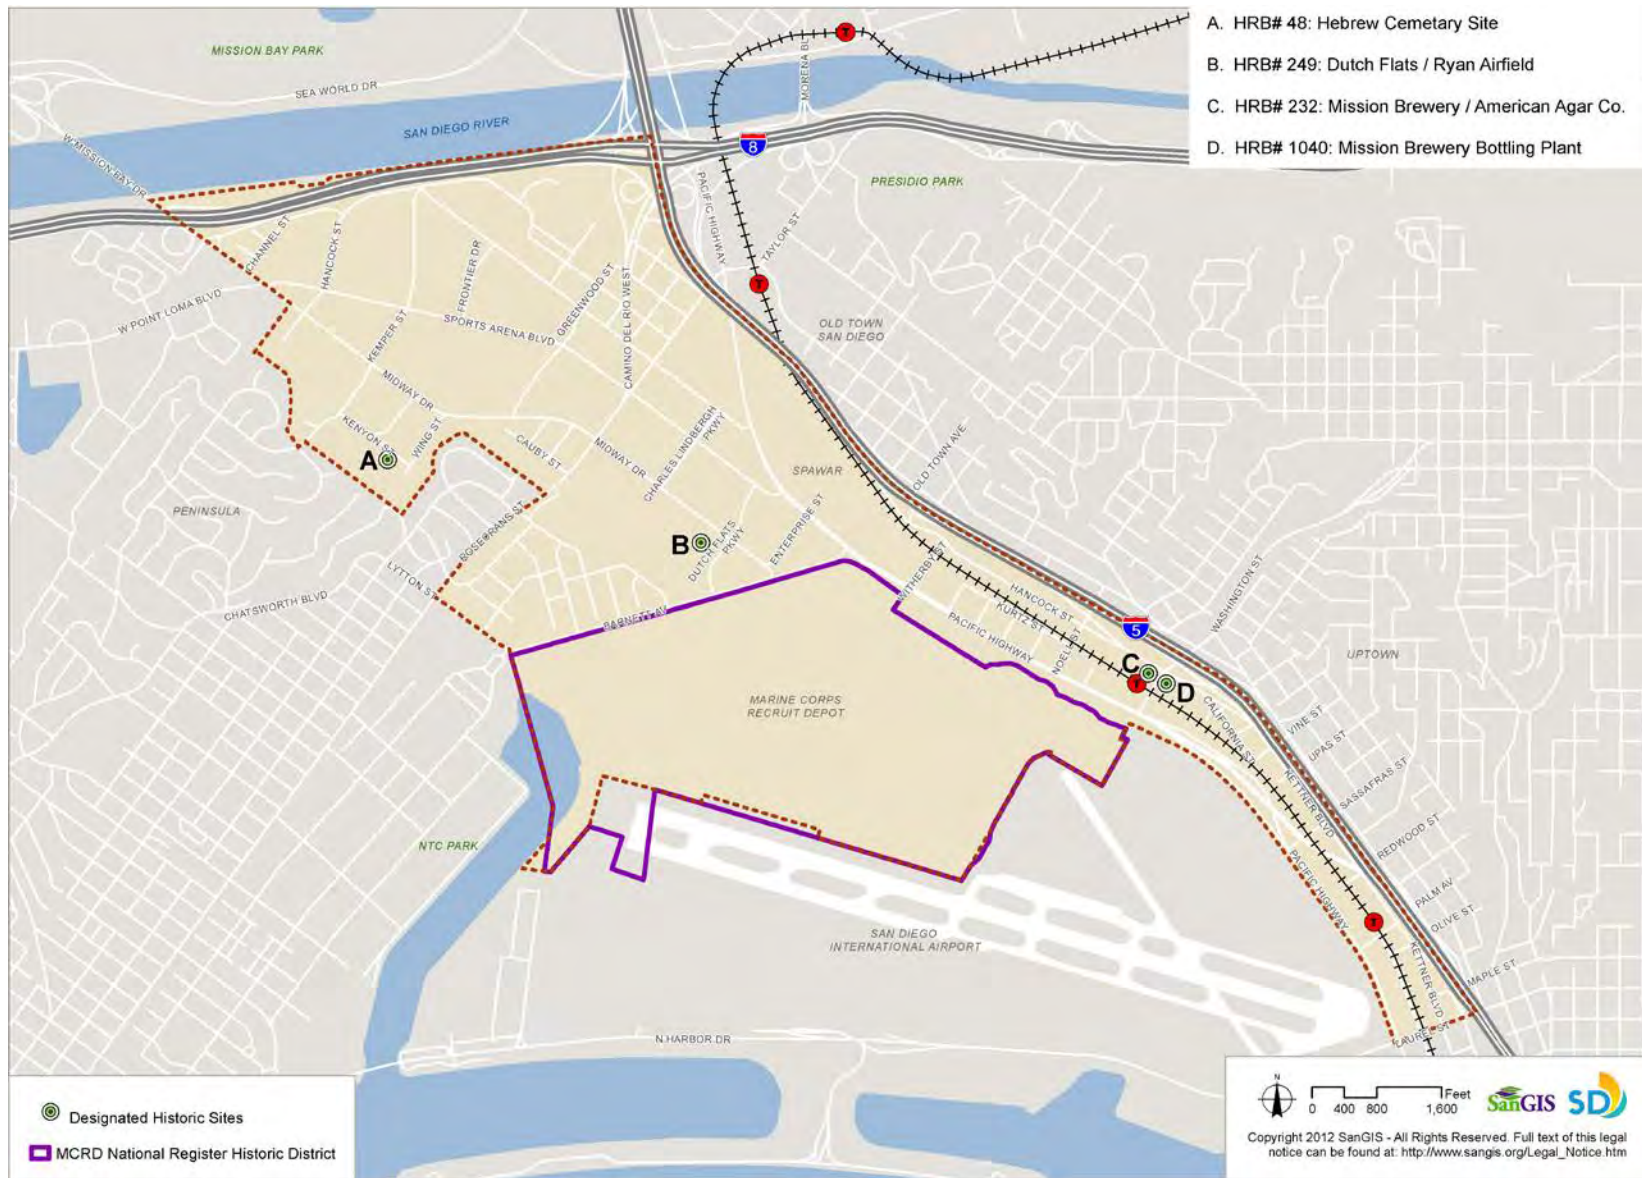 A. HRB# 48: Hebrew Cemetary Site
B. HRB# 249: Dutch Flats / Ryan Airfield
C. HRB# 232: Mission Brewery / American Agar Co.
D. HRB# 1040: Mission Brewery Bottling Plant
MISSION BAY PARK
SEA WORLD DR
SAN DIEGO RIVER
W MISSION BAY DR
MORENA BL
T
8
PRESIDIO PARK
PACIFIC HIGHWAY
TAYLOR ST
T
CHANNEL ST
HANCOCK ST
FRONTIER DR
GREENWOOD ST
CAMINO DEL RIO WEST
W POINT LOMA BLVD
SPORTS ARENA BLVD
KEMPER ST
OLD TOWN
SAN DIEGO
MIDWAY DR
KENYON ST
WING ST
CAUBY ST
MIDWAY DR
CHARLES LINDBERGH
PKWY
OLD TOWN AVE
A
SPAWAR
PENINSULA
ROSECRANS ST
B
DUTCH FLATS
PKWY
ENTERPRISE ST
LYTTON ST
WITHERBY ST
CHATSWORTH BLVD
BARNETT AV
HANCOCK ST
KURTZ ST
PACIFIC HIGHWAY
NOELL ST
5
WASHINGTON ST
UPTOWN
C
T
D
MARINE CORPS
RECRUIT DEPOT
CALIFORNIA ST
VINE ST
UPAS ST
SASSAFRAS ST
KETTNER BLVD
REDWOOD ST
NTC PARK
PACIFIC HIGHWAY
PALM AV
OLIVE ST
T
SAN DIEGO
INTERNATIONAL AIRPORT
KETTNER BLVD
MAPLE ST
LAUREL ST
N HARBOR DR
Designated Historic Sites
MCRD National Register Historic District
N
Feet
0 400 800 1,600
SanGIS SD
Copyright 2012 SanGIS - All Rights Reserved. Full text of this legal
notice can be found at: http://www.sangis.org/Legal_Notice.htm